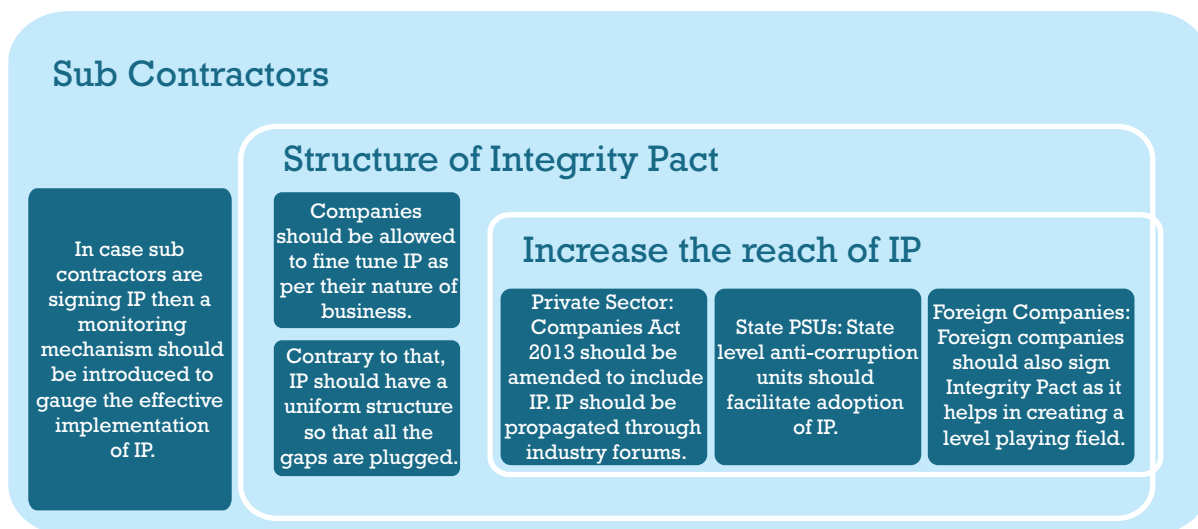 Sub Contractors
In case sub
contractors are
signing IP then a
monitoring
mechanism should
be introduced to
gauge the effective
implementation
of IP.
Structure of Integrity Pact
Companies
should be allowed
to fine tune IP as
per their nature of
business.
Contrary to that,
IP should have a
uniform structure
so that all the
gaps are plugged.
Increase the reach of IP
Private Sector:
Companies Act
2013 should be
amended to include
IP. IP should be
propagated through
industry forums.
State PSUs: State
level anti-corruption
units should
facilitate adoption
of IP.
Foreign Companies:
Foreign companies
should also sign
Integrity Pact as it
helps in creating a
level playing field.